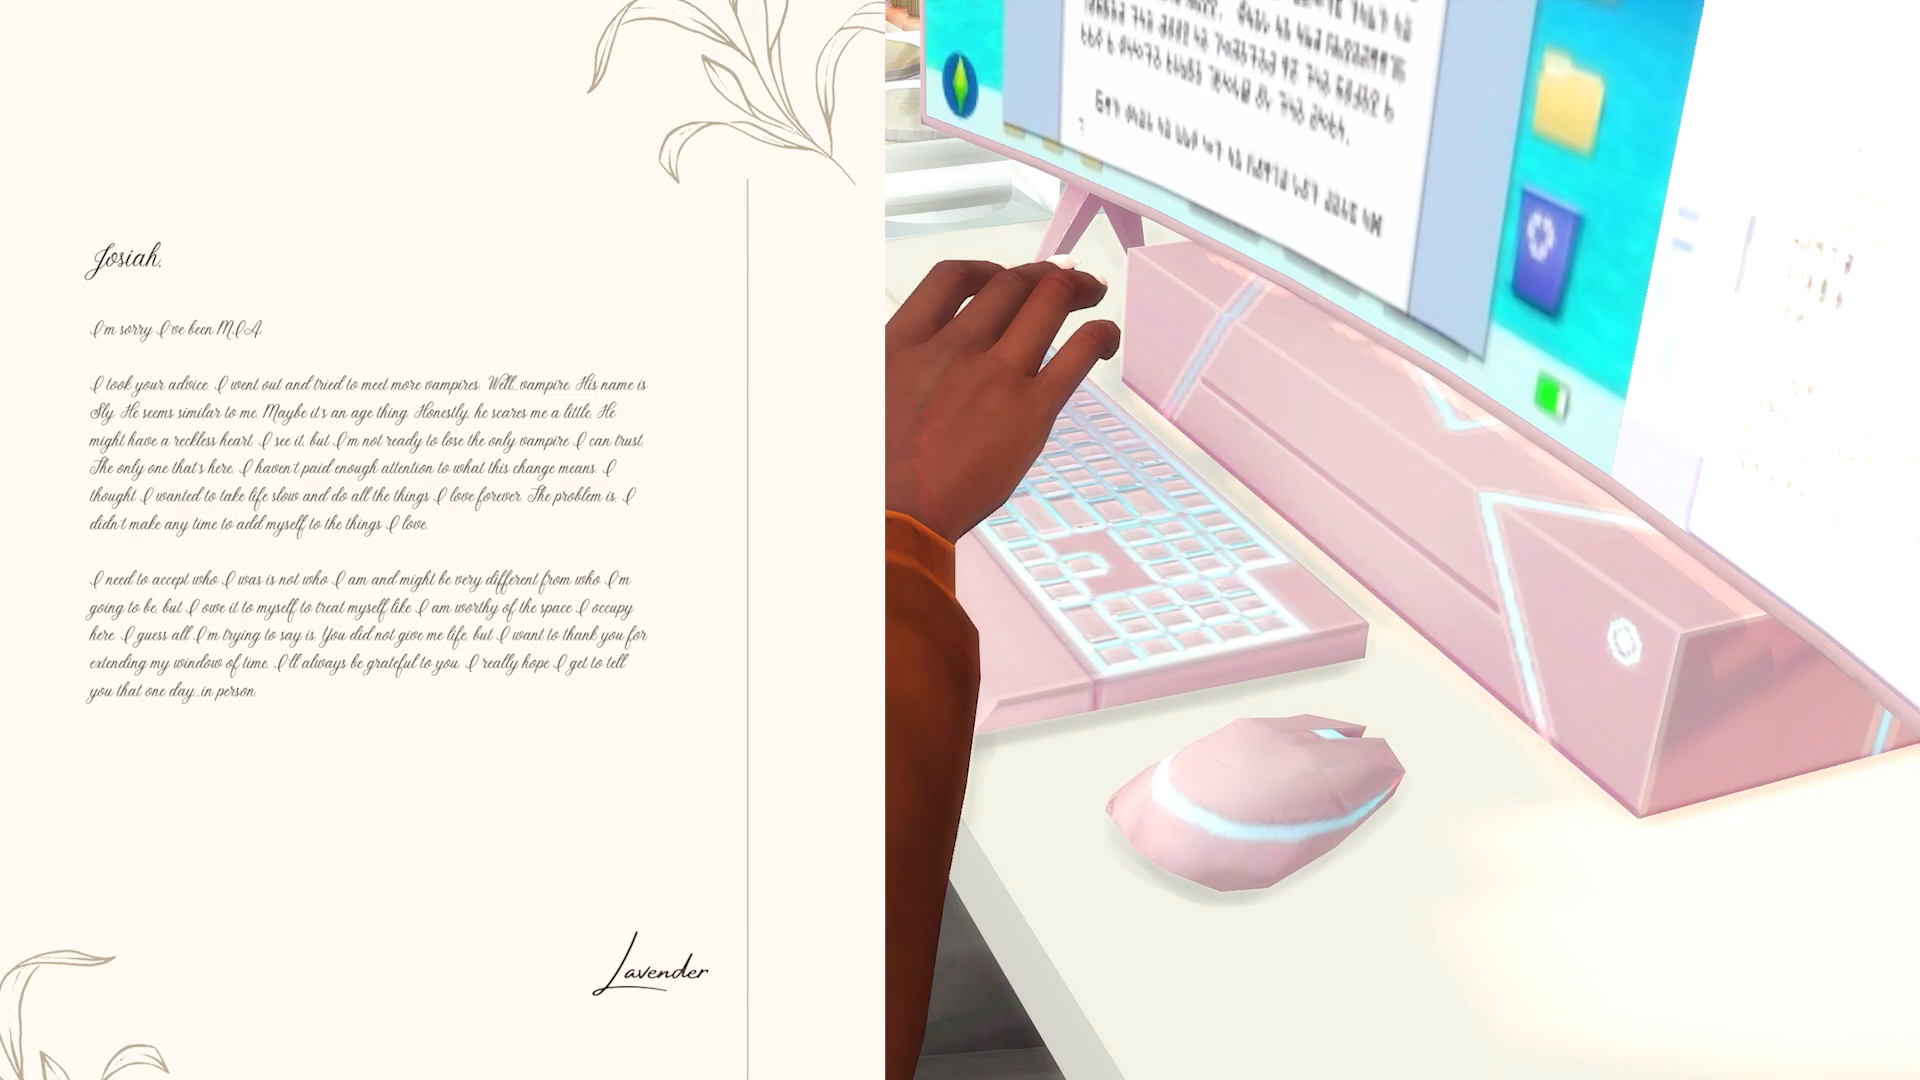 Josiah,
I'm sorry I've been MIA.
I took your advice. I went out and tried to meet more vampires. Well...vampire. His name is
Sly. He seems similar to me. Maybe it's an age thing. Honestly, he scares me a little. He
might have a reckless heart. I see it, but I'm not ready to lose the only vampire I can trust.
The only one that's here. I haven't paid enough attention to what this change means. I
thought I wanted to take life slow and do all the things I love forever. The problem is, I
didn't make any time to add myself to the things I love.
I need to accept who I was is not who I am and might be very different from who I'm
going to be, but I owe it to myself to treat myself like I am worthy of the space I occupy
here. I guess all I'm trying to say is, You did not give me life, but I want to thank you for
extending my window of time. I'll always be grateful to you. I really hope I get to tell
you that one day...in person.
Lavender